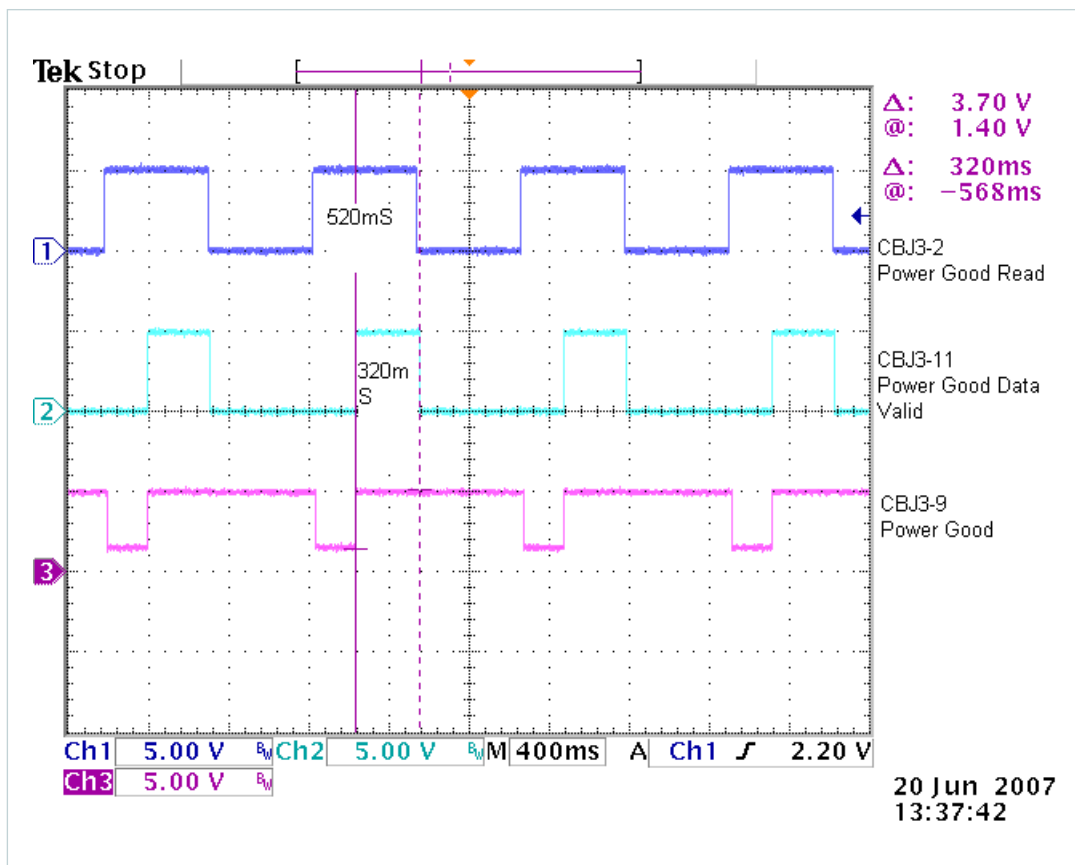 Tek Stop
Δ: 3.70 V
@: 1.40 V
Δ: 320ms
@: −568ms
520mS
1
CBJ3-2
Power Good Read
320m
S
2
CBJ3-11
Power Good Data
Valid
CBJ3-9
Power Good
3
Ch1 5.00 V BW Ch2 5.00 V BW M 400ms A Ch1 2.20 V
Ch3 5.00 V BW
20 Jun 2007
13:37:42